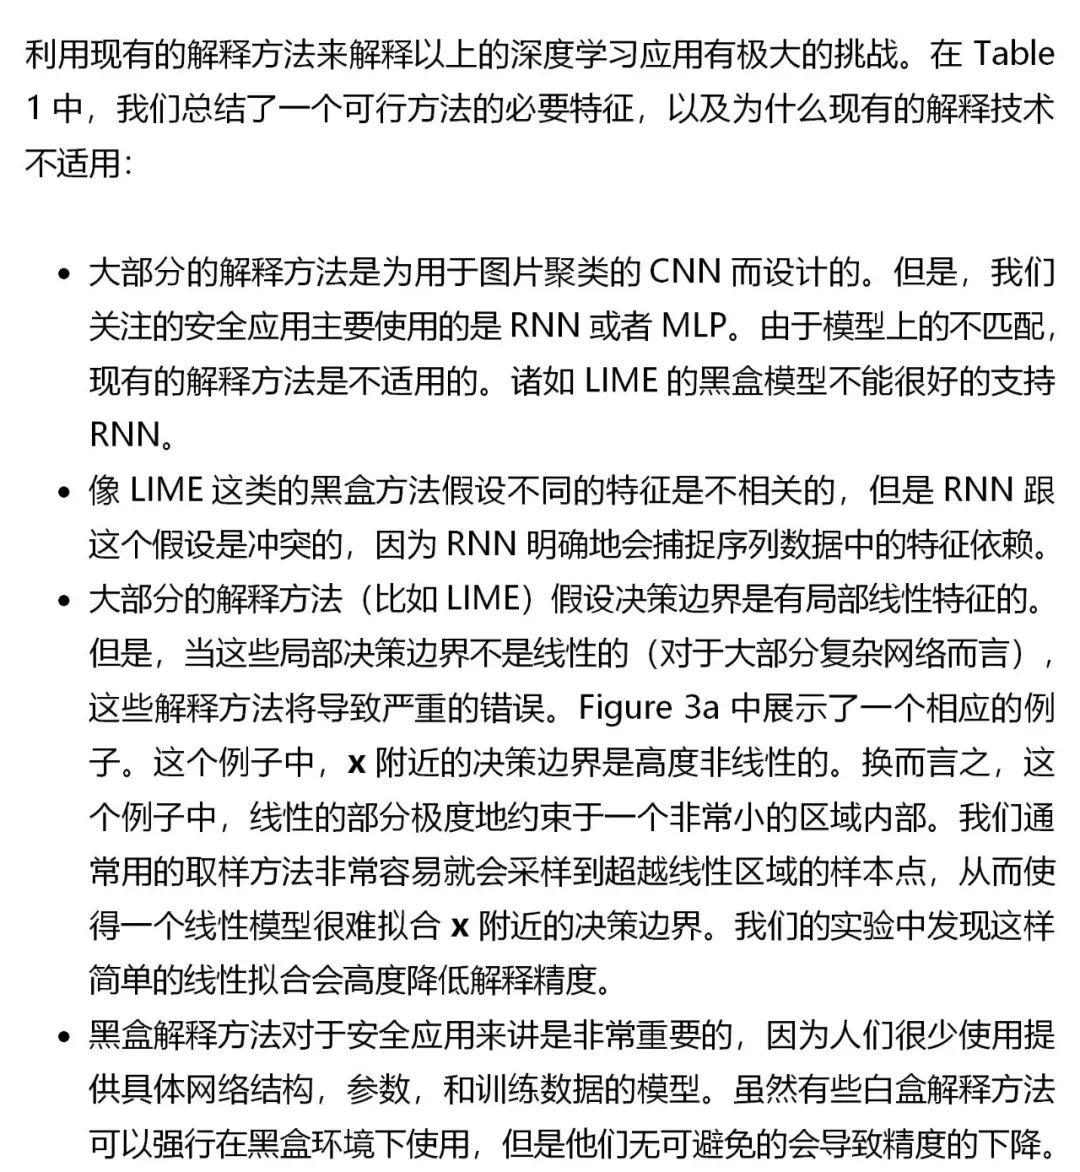 利用现有的解释方法来解释以上的深度学习应用有极大的挑战。在 Table
1 中，我们总结了一个可行方法的必要特征，以及为什么现有的解释技术
不适用：
• 大部分的解释方法是为用于图片聚类的 CNN 而设计的。但是，我们
关注的安全应用主要使用的是 RNN 或者 MLP。由于模型上的不匹配，
现有的解释方法是不适用的。诸如 LIME 的黑盒模型不能很好的支持
RNN。
• 像 LIME 这类的黑盒方法假设不同的特征是不相关的，但是 RNN 跟
这个假设是冲突的，因为 RNN 明确地会捕捉序列数据中的特征依赖。
• 大部分的解释方法（比如 LIME）假设决策边界是有局部线性特征的。
但是，当这些局部决策边界不是线性的（对于大部分复杂网络而言），
这些解释方法将导致严重的错误。Figure 3a 中展示了一个相应的例
子。这个例子中，x 附近的决策边界是高度非线性的。换而言之，这
个例子中，线性的部分极度地约束于一个非常小的区域内部。我们通
常用的取样方法非常容易就会采样到超越线性区域的样本点，从而使
得一个线性模型很难拟合 x 附近的决策边界。我们的实验中发现这样
简单的线性拟合会高度降低解释精度。
• 黑盒解释方法对于安全应用来讲是非常重要的，因为人们很少使用提
供具体网络结构，参数，和训练数据的模型。虽然有些白盒解释方法
可以强行在黑盒环境下使用，但是他们无可避免的会导致精度的下降。